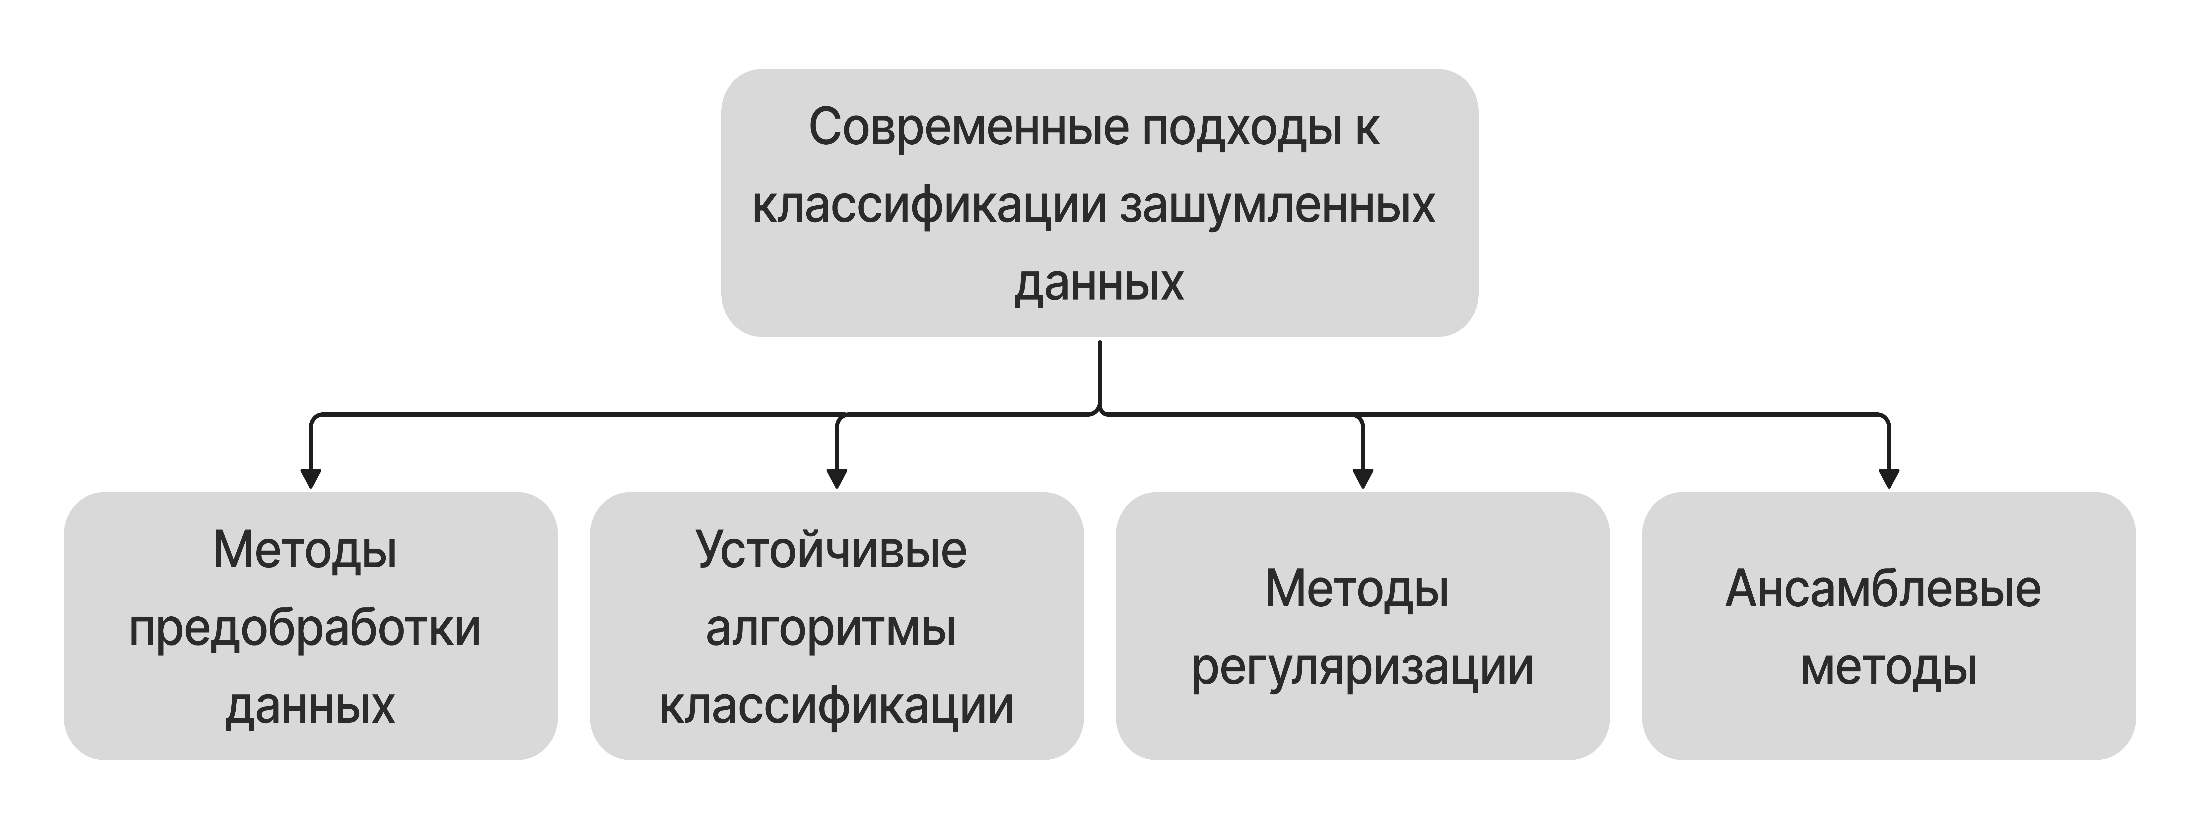 Современные подходы к
классификации зашумленных
данных
Методы
предобработки
данных
Устойчивые
алгоритмы
классификации
Методы
регуляризации
Ансамблевые
методы